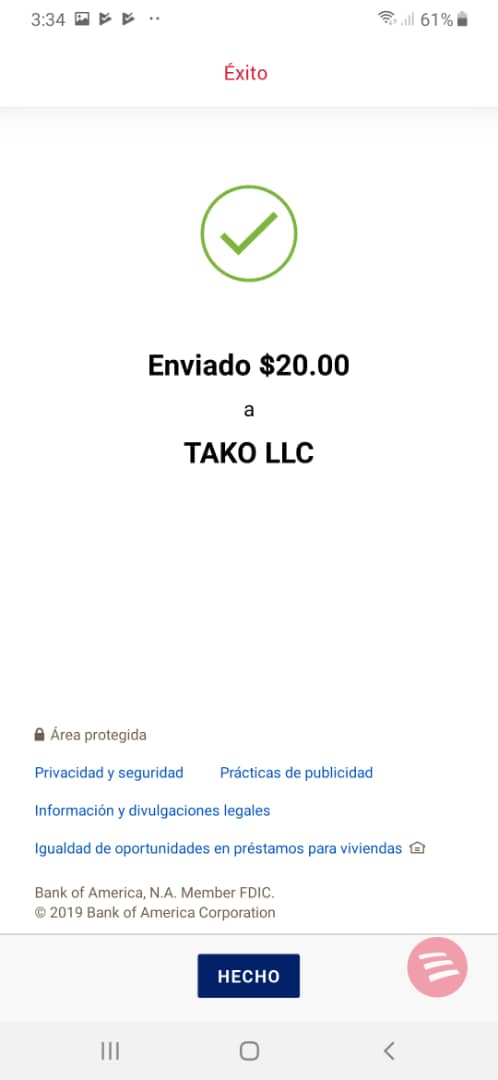 3:34
61%
Éxito
Enviado $20.00
a
TAKO LLC
Área protegida
Privacidad y seguridad Prácticas de publicidad
Información y divulgaciones legales
Igualdad de oportunidades en préstamos para viviendas
Bank of America, N.A. Member FDIC.
© 2019 Bank of America Corporation
HECHO